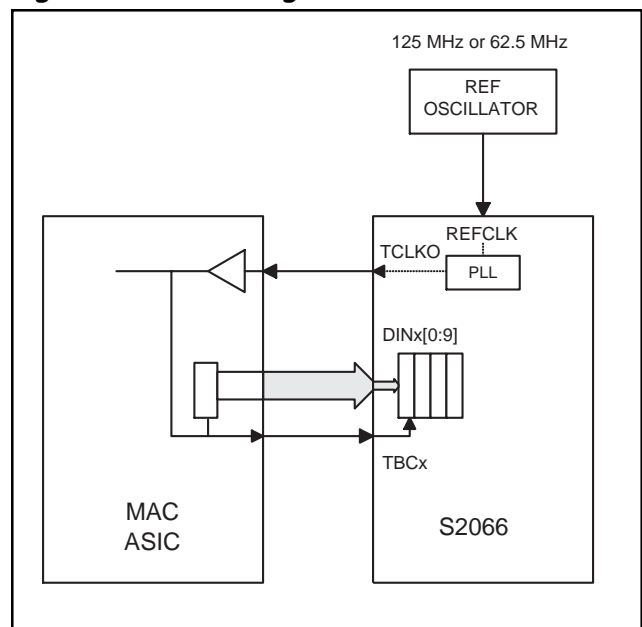 125 MHz or 62.5 MHz
REF
OSCILLATOR
REFCLK
TCLKO
PLL
DINx[0:9]
TBCx
MAC
ASIC
S2066